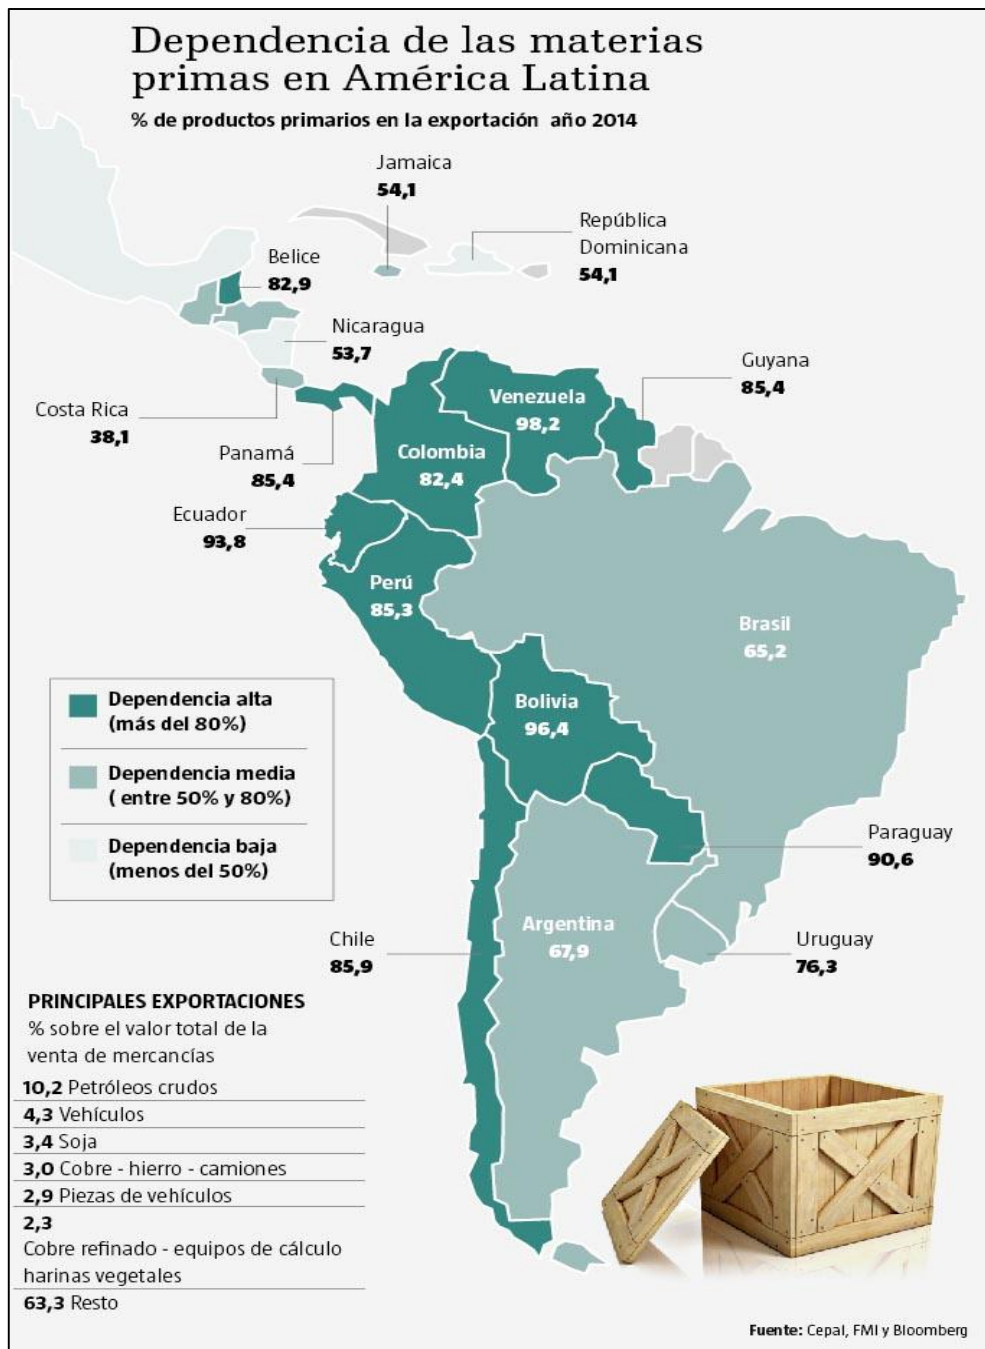 Dependencia de las materias
primas en América Latina
% de productos primarios en la exportación año 2014
Jamaica
54,1
República
Dominicana
54,1
Belice
82,9
Nicaragua
53,7
Guyana
85,4
Costa Rica
38,1
Panamá
85,4
Venezuela
98,2
Colombia
82,4
Ecuador
93,8
Perú
85,3
Brasil
65,2
Bolivia
96,4
Dependencia alta
(más del 80%)
Dependencia media
( entre 50% y 80%)
Dependencia baja
(menos del 50%)
Paraguay
90,6
Argentina
67,9
Chile
85,9
Uruguay
76,3
PRINCIPALES EXPORTACIONES
% sobre el valor total de la
venta de mercancías
10,2 Petróleos crudos
4,3 Vehículos
3,4 Soja
3,0 Cobre - hierro - camiones
2,9 Piezas de vehículos
2,3
Cobre refinado - equipos de cálculo
harinas vegetales
63,3 Resto
Fuente: Cepal, FMI y Bloomberg